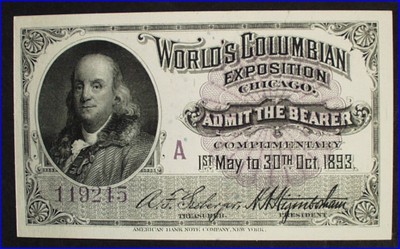 WORLD'S COLUMBIAN
EXPOSITION
CHICAGO.
ADMIT THE BEARER
COMPLIMENTARY
A
1ST May to 30TH Oct. 1893.
119215
TREASURER.
PRESIDENT
AMERICAN BANK NOTE COMPANY, NEW YORK.